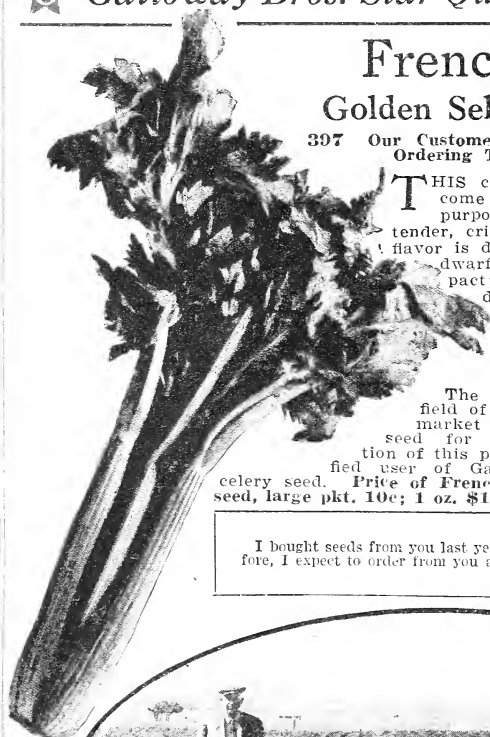 Galloway Bros.
Frenc
Golden Sel
397 Our Custome
Ordering T
THIS c
come
purpo
tender, cri
flavor is d
dwarf
pact
d
The
field of
market
seed for
tion of this p
fied user of Ga
celery seed. Price of Frenc
seed, large pkt. 10c; 1 oz. $1
I bought seeds from you last ye
fore, I expect to order from you a